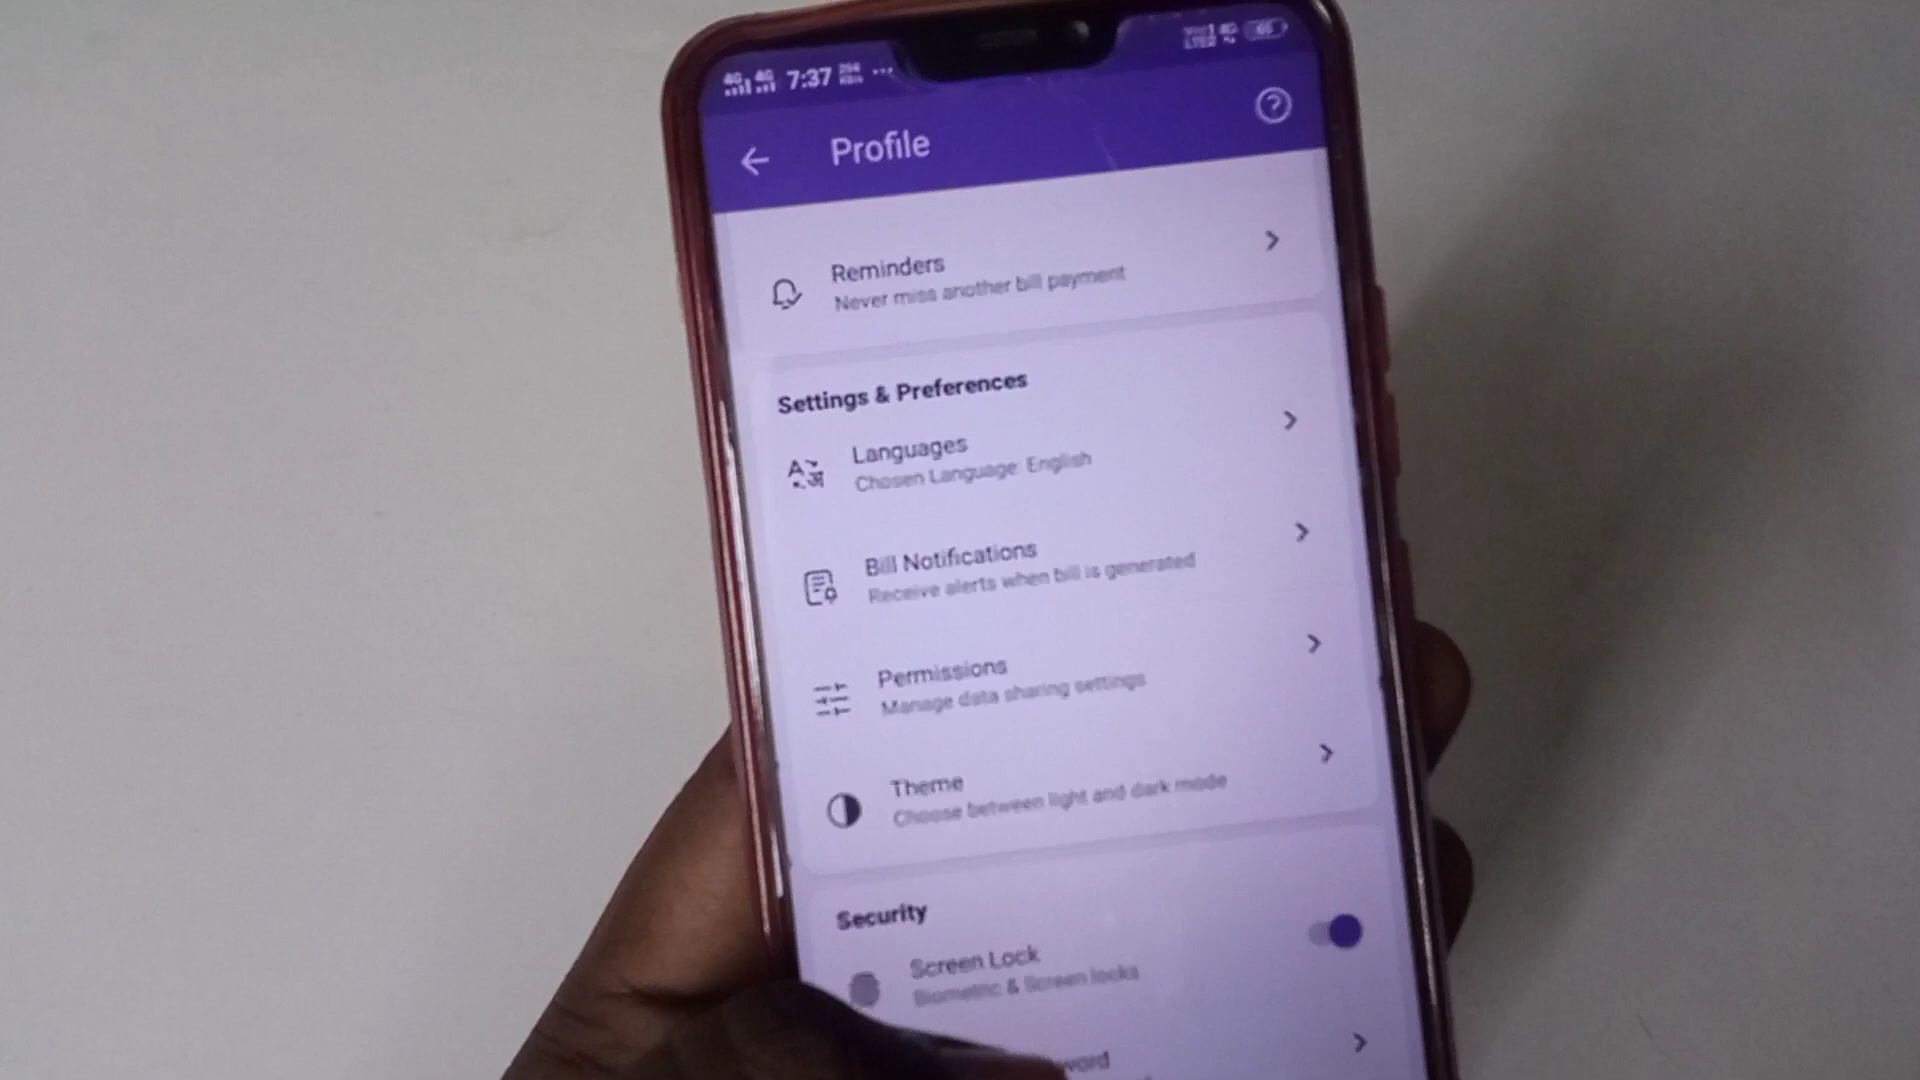 4G 4G 7:37 ...
Profile
Reminders
Never miss another bill payment
Settings & Preferences
Languages
Chosen Language: English
Bill Notifications
Receive alerts when bill is generated
Permissions
Manage data sharing settings
Theme
Choose between light and dark mode
Security
Screen Lock
Biometric & Screen locks